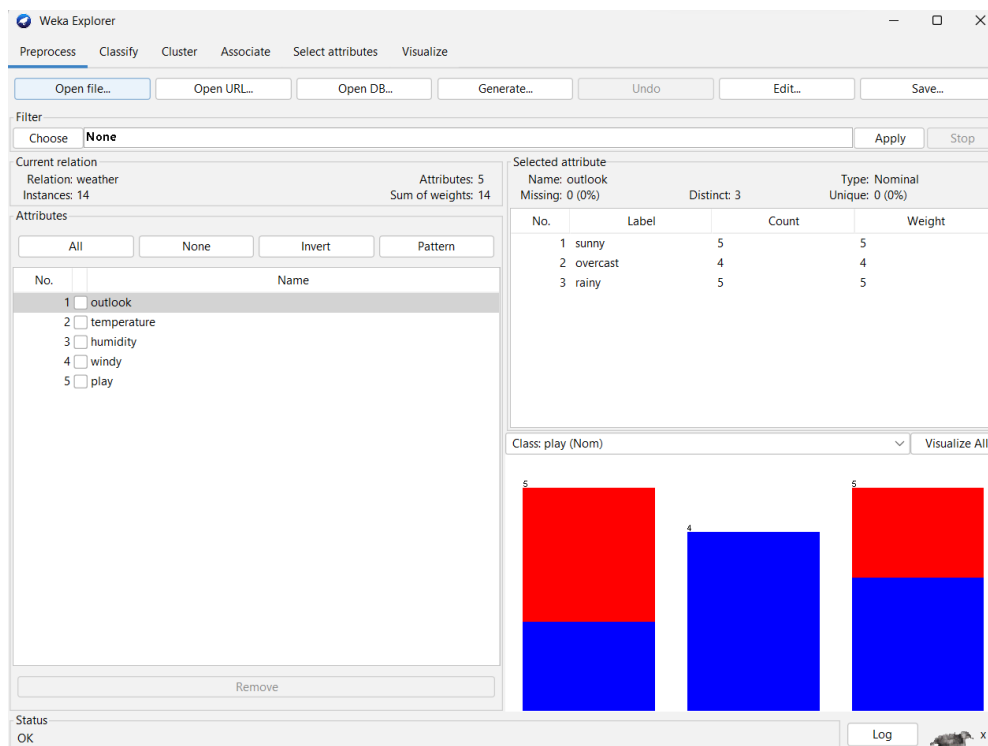 Weka Explorer
Preprocess Classify Cluster Associate Select attributes Visualize
Open file... Open URL... Open DB... Generate... Undo Edit... Save...
Filter
Choose None Apply Stop
Current relation
Relation: weather Attributes: 5
Instances: 14 Sum of weights: 14
Attributes
All None Invert Pattern
No. Name
1 outlook
2 temperature
3 humidity
4 windy
5 play
Remove
Selected attribute
Name: outlook Type: Nominal
Missing: 0 (0%) Distinct: 3 Unique: 0 (0%)
No. Label Count Weight
1 sunny 5 5
2 overcast 4 4
3 rainy 5 5
Class: play (Nom) Visualize All
5 4 5
Status
OK
Log x